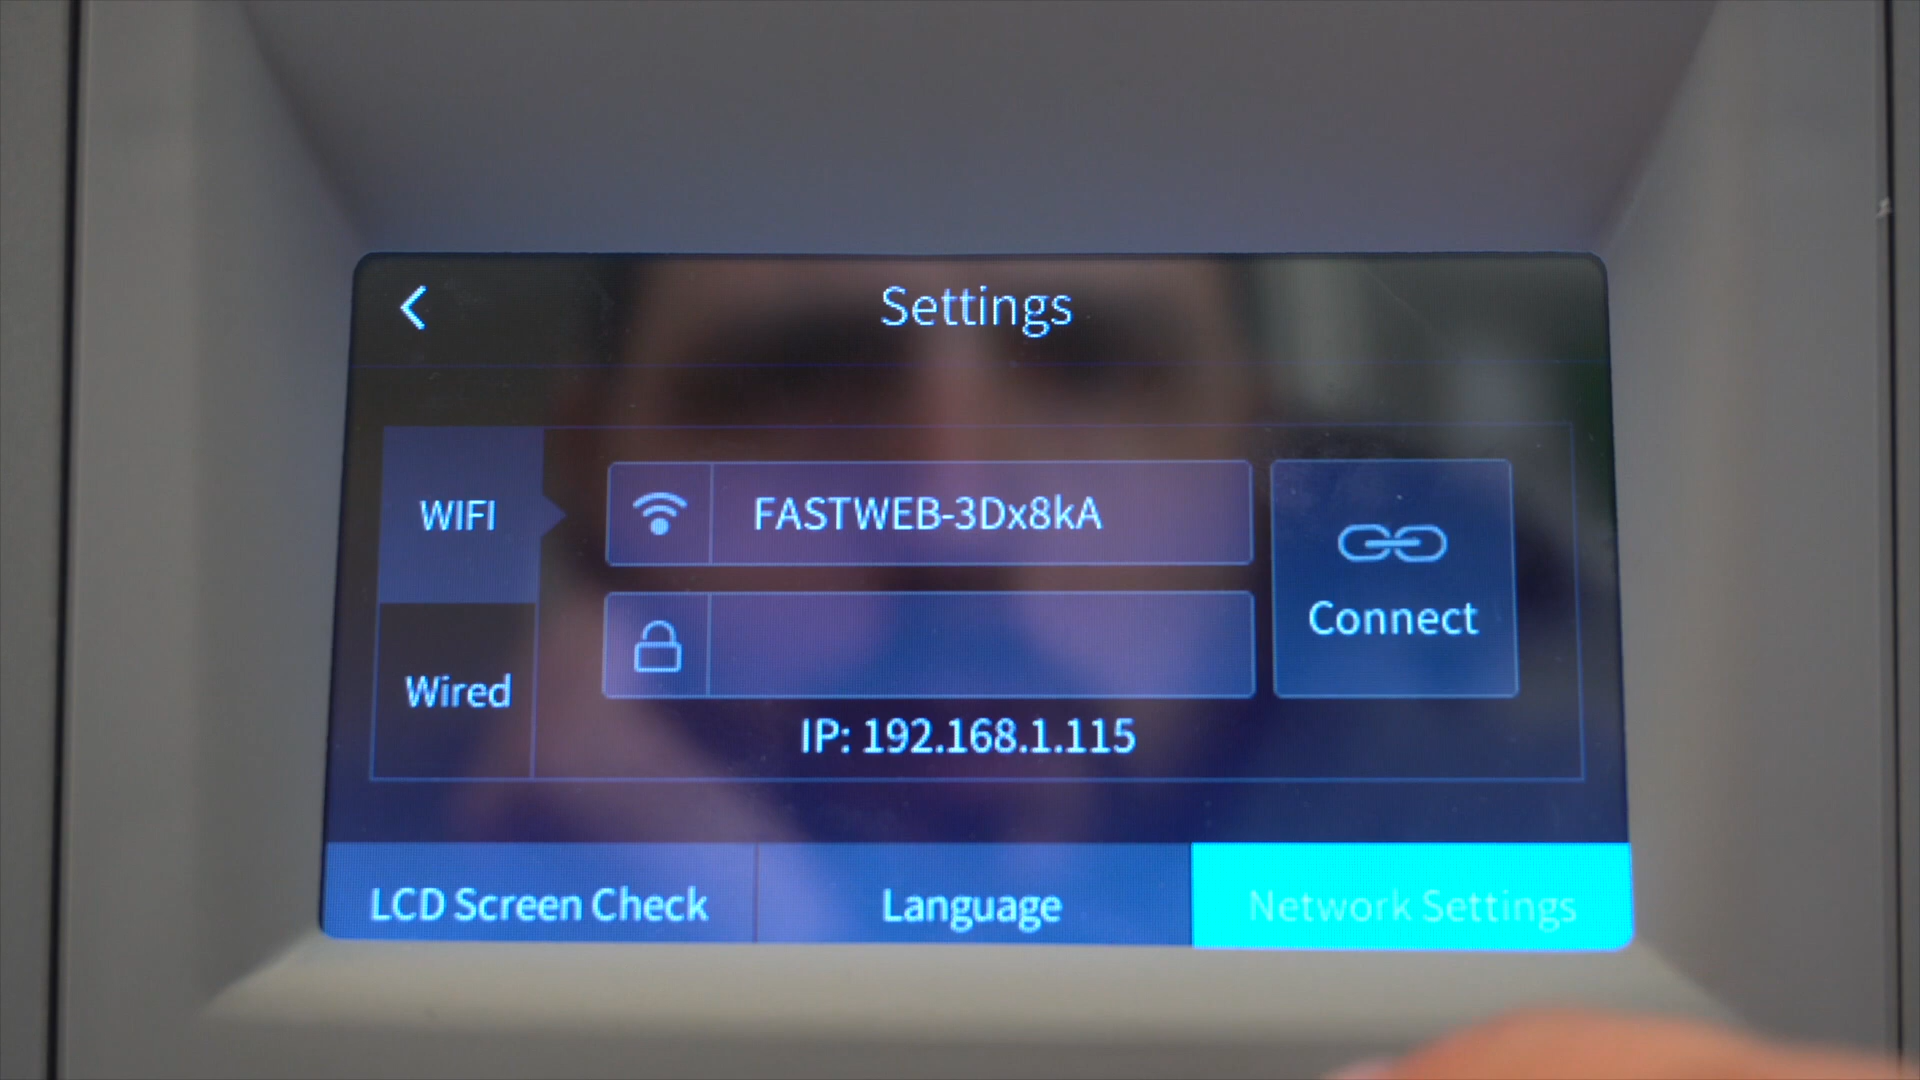 Settings
WIFI
FASTWEB-3Dx8kA
Connect
Wired
IP: 192.168.1.115
LCD Screen Check
Language
Network Settings